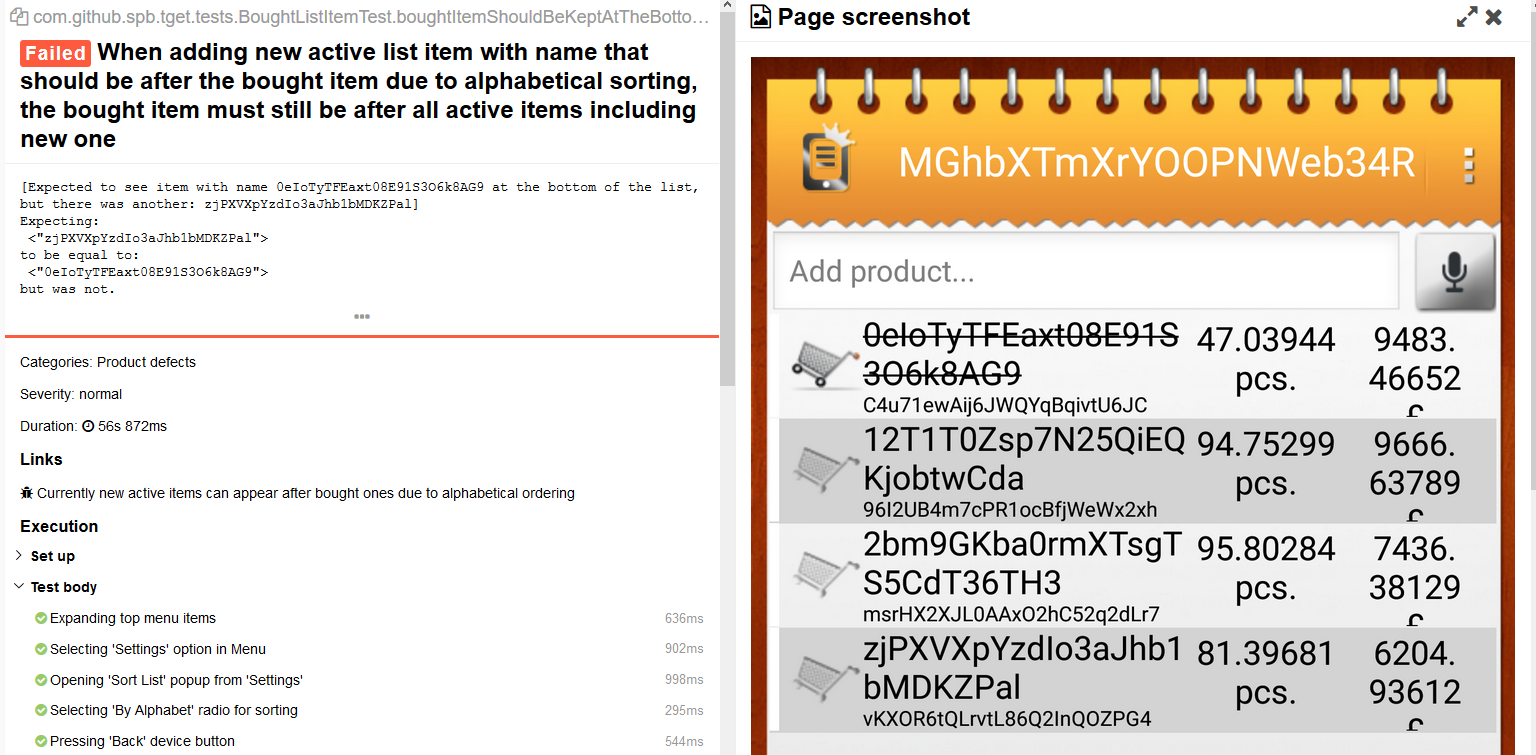 com.github.spb.tget.tests.BoughtListItemTest.boughtItemShouldBeKeptAtTheBotto...
Failed When adding new active list item with name that
should be after the bought item due to alphabetical sorting,
the bought item must still be after all active items including
new one
[Expected to see item with name 0eIoTyTFEaxt08E91S3O6k8AG9 at the bottom of the list,
but there was another: zjPXVXpYzdIo3aJhb1bMDKZPal]
Expecting:
<"zjPXVXpYzdIo3aJhb1bMDKZPal">
to be equal to:
<"0eIoTyTFEaxt08E91S3O6k8AG9">
but was not.
Categories: Product defects
Severity: normal
Duration: 56s 872ms
Links
Currently new active items can appear after bought ones due to alphabetical ordering
Execution
Set up
Test body
Expanding top menu items 636ms
Selecting 'Settings' option in Menu 902ms
Opening 'Sort List' popup from 'Settings' 998ms
Selecting 'By Alphabet' radio for sorting 295ms
Pressing 'Back' device button 544ms
Page screenshot
MGhbXTmXrYOOPNWeb34R
Add product...
0eIoTyTFEaxt08E91S 47.03944 9483.
3O6k8AG9 pcs. 46652
C4u71ewAij6JWQYqBqivtU6JC
12T1T0Zsp7N25QiEQ 94.75299 9666.
KjobtwCda pcs. 63789
96I2UB4m7cPR1ocBfjWeWx2xh
2bm9GKba0rmXTsgT 95.80284 7436.
S5CdT36TH3 pcs. 38129
msrHX2XJL0AAxO2hC52q2dLr7
zjPXVXpYzdIo3aJhb1 81.39681 6204.
bMDKZPal pcs. 93612
vKXOR6tQLrvtL86Q2InQOZPG4